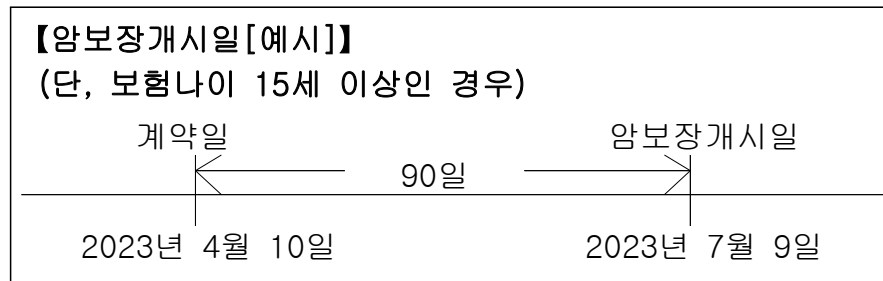 【암보장개시일[예시]】
(단, 보험나이 15세 이상인 경우)
계약일 암보장개시일
90일
2023년 4월 10일 2023년 7월 9일